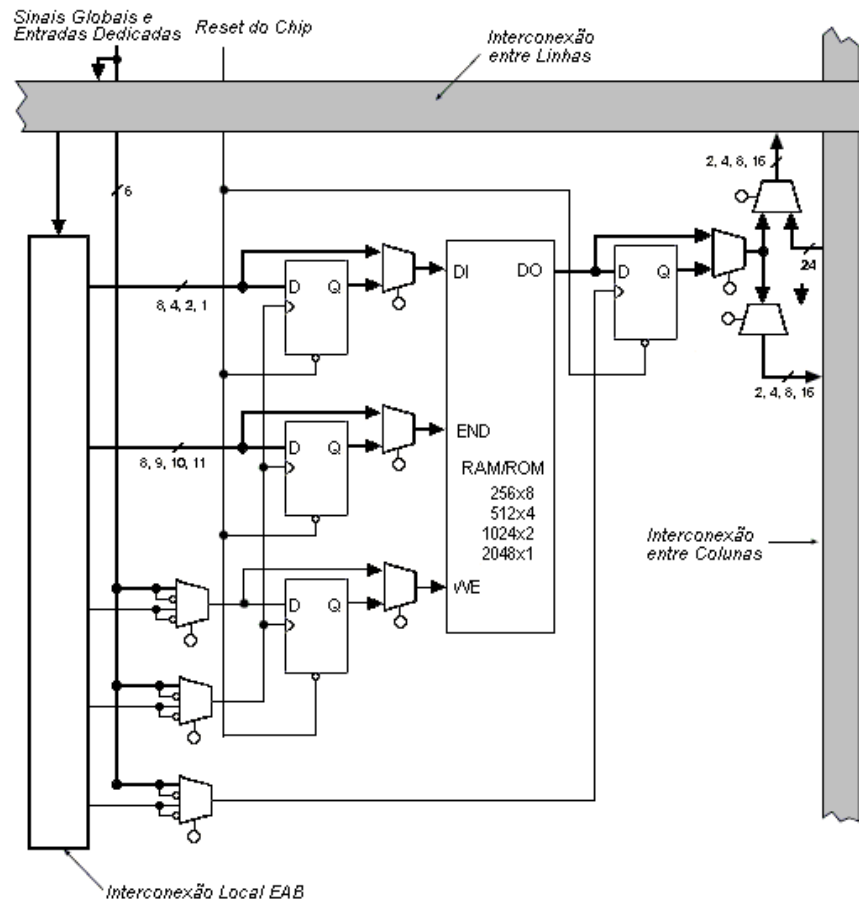 Sinais Globais e
Entradas Dedicadas
Reset do Chip
Interconexão
entre Linhas
2, 4, 8, 16
6
24
8, 4, 2, 1
D Q
DI DO
D Q
2, 4, 8, 16
8, 9, 10, 11
D Q
END
RAM/ROM
256x8
512x4
1024x2
2048x1
Interconexão
entre Colunas
D Q
WE
Interconexão Local EAB